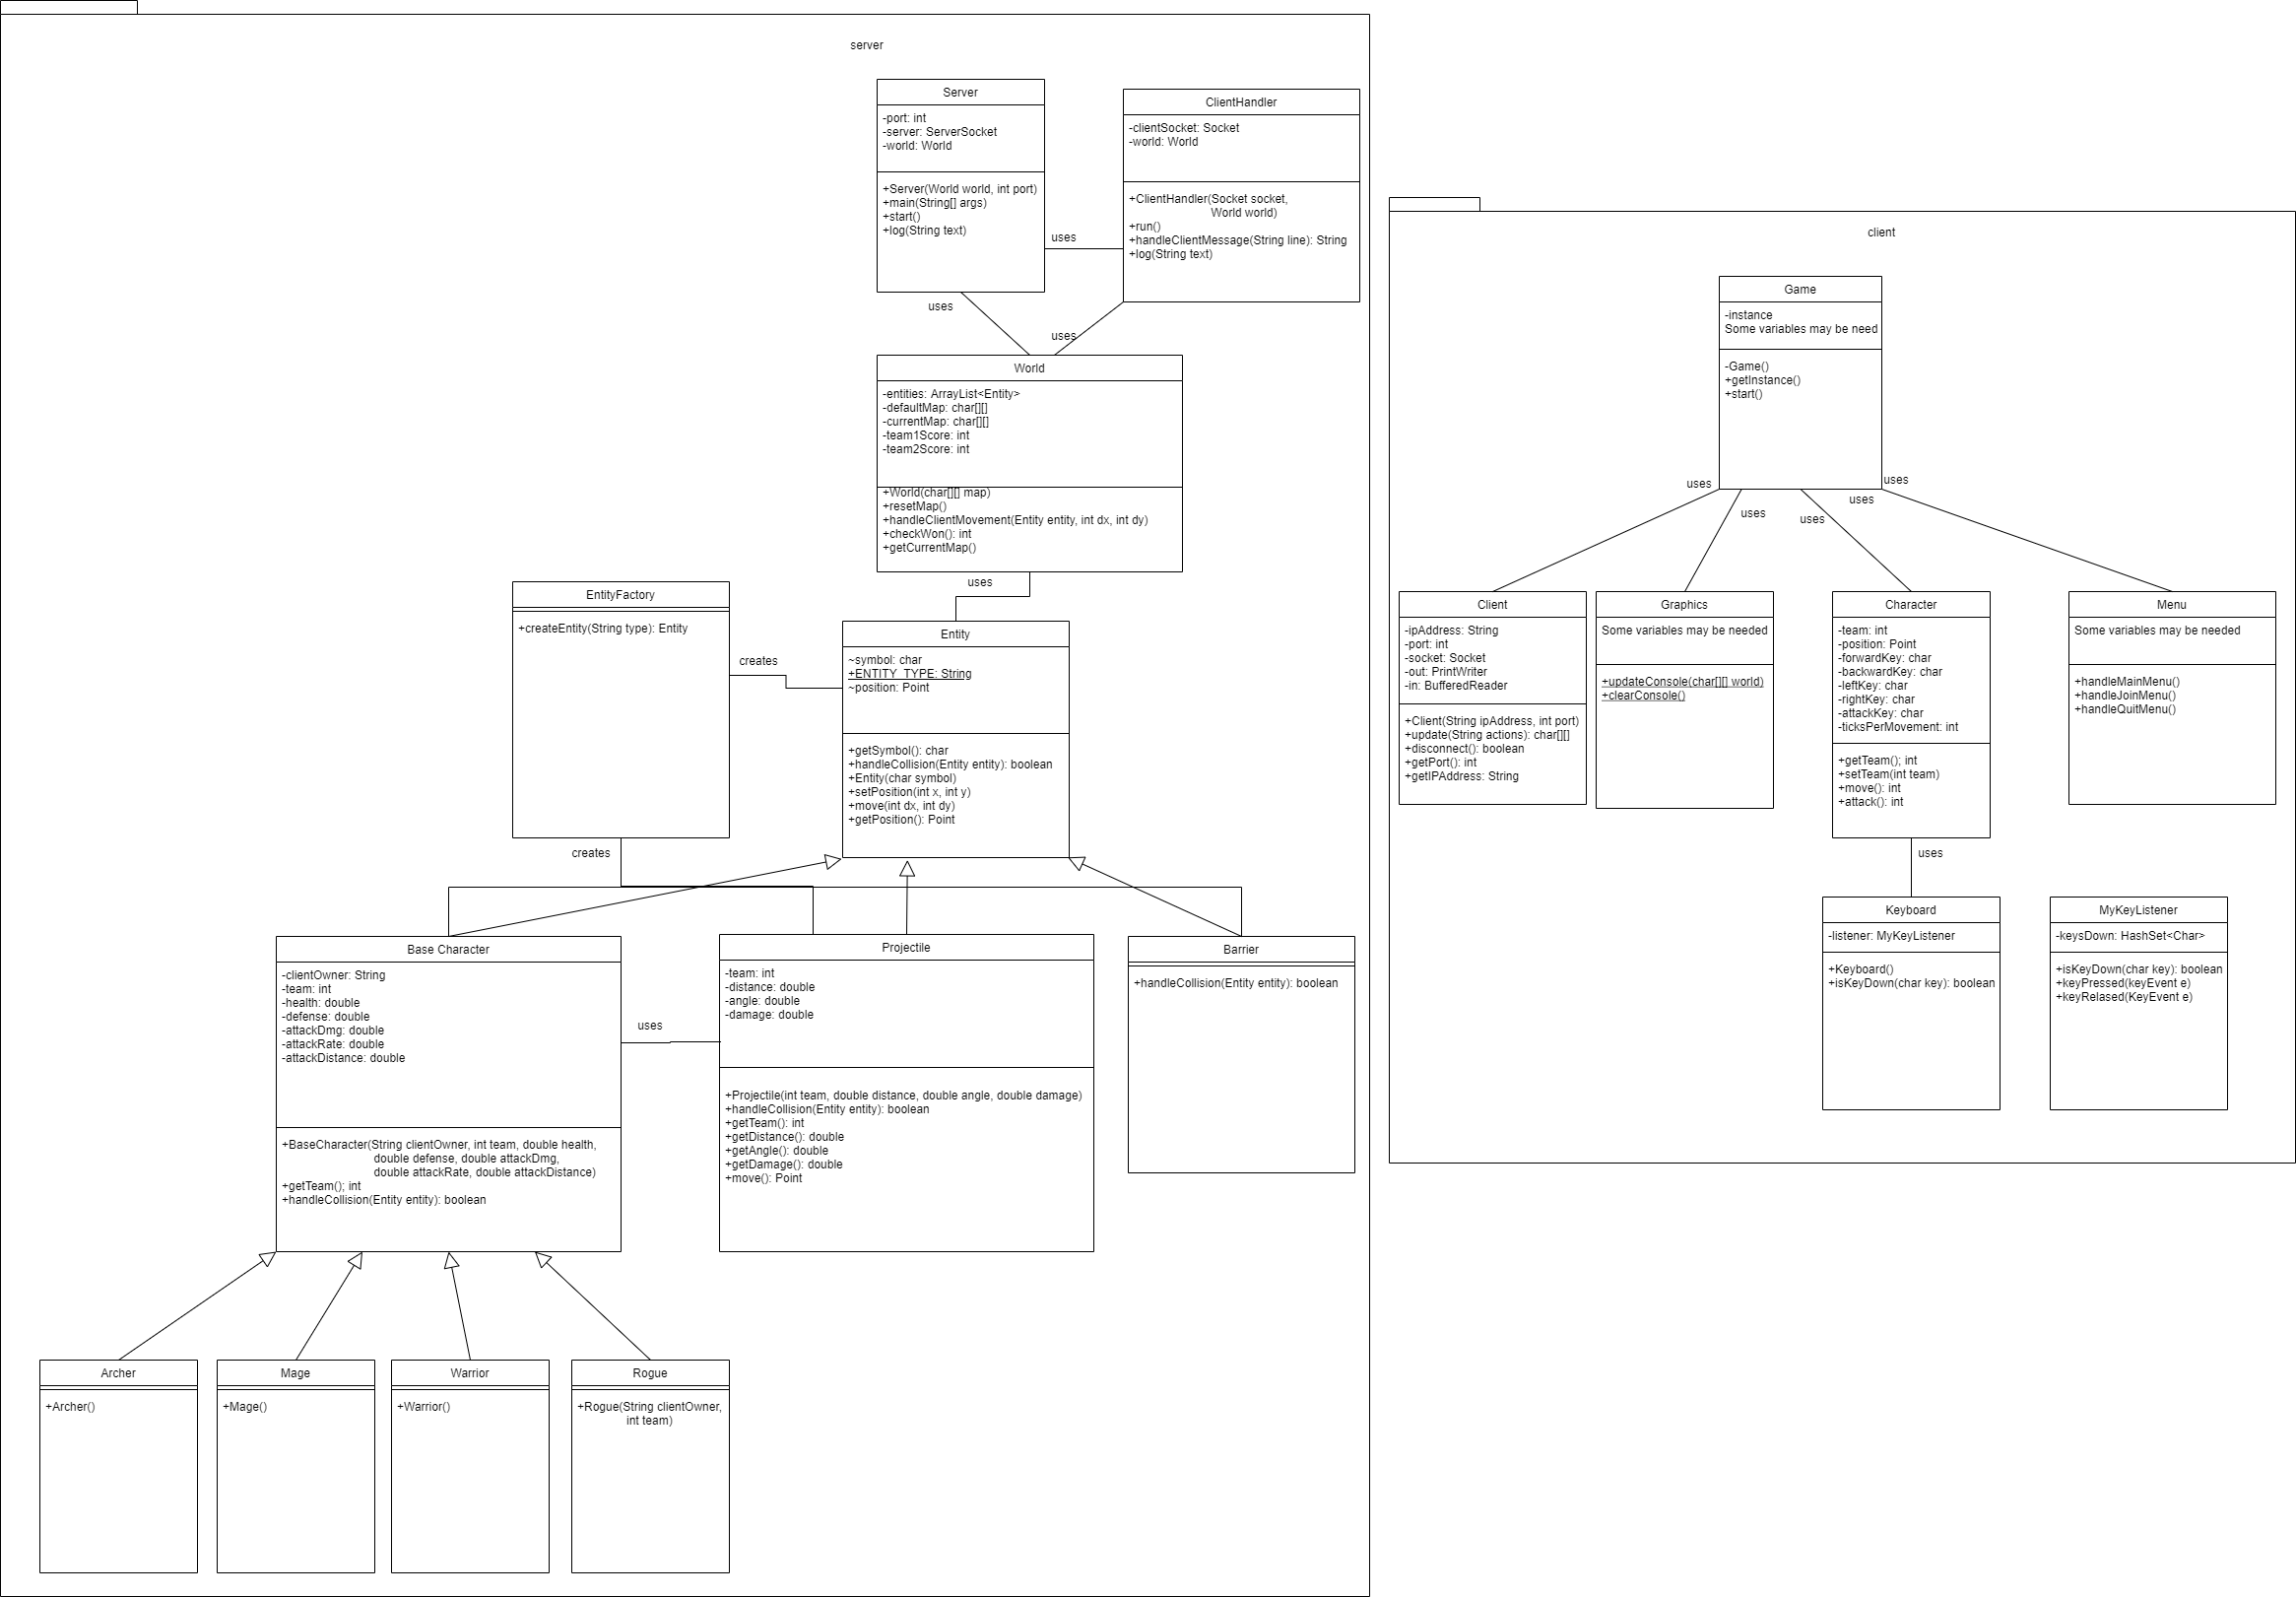 server
Server
-port: int
-server: ServerSocket
-world: World
+Server(World world, int port)
+main(String[] args)
+start()
+log(String text)
uses
ClientHandler
-clientSocket: Socket
-world: World
+ClientHandler(Socket socket,
World world)
+run()
+handleClientMessage(String line): String
+log(String text)
uses
uses
World
-entities: ArrayList<Entity>
-defaultMap: char[][]
-currentMap: char[][]
-team1Score: int
-team2Score: int
+World(char[][] map)
+resetMap()
+handleClientMovement(Entity entity, int dx, int dy)
+checkWon(): int
+getCurrentMap()
uses
EntityFactory
+createEntity(String type): Entity
creates
Entity
~symbol: char
+ENTITY_TYPE: String
~position: Point
+getSymbol(): char
+handleCollision(Entity entity): boolean
+Entity(char symbol)
+setPosition(int x, int y)
+move(int dx, int dy)
+getPosition(): Point
creates
Base Character
-clientOwner: String
-team: int
-health: double
-defense: double
-attackDmg: double
-attackRate: double
-attackDistance: double
+BaseCharacter(String clientOwner, int team, double health,
double defense, double attackDmg,
double attackRate, double attackDistance)
+getTeam(); int
+handleCollision(Entity entity): boolean
uses
Projectile
-team: int
-distance: double
-angle: double
-damage: double
+Projectile(int team, double distance, double angle, double damage)
+handleCollision(Entity entity): boolean
+getTeam(): int
+getDistance(): double
+getAngle(): double
+getDamage(): double
+move(): Point
Barrier
+handleCollision(Entity entity): boolean
Archer
+Archer()
Mage
+Mage()
Warrior
+Warrior()
Rogue
+Rogue(String clientOwner,
int team)
client
Game
-instance
Some variables may be need
-Game()
+getInstance()
+start()
uses
uses
uses
uses
uses
Client
-ipAddress: String
-port: int
-socket: Socket
-out: PrintWriter
-in: BufferedReader
+Client(String ipAddress, int port)
+update(String actions): char[][]
+disconnect(): boolean
+getPort(): int
+getIPAddress: String
Graphics
Some variables may be needed
+updateConsole(char[][] world)
+clearConsole()
Character
-team: int
-position: Point
-forwardKey: char
-backwardKey: char
-leftKey: char
-rightKey: char
-attackKey: char
-ticksPerMovement: int
+getTeam(); int
+setTeam(int team)
+move(): int
+attack(): int
Menu
Some variables may be needed
+handleMainMenu()
+handleJoinMenu()
+handleQuitMenu()
uses
Keyboard
-listener: MyKeyListener
+Keyboard()
+isKeyDown(char key): boolean
MyKeyListener
-keysDown: HashSet<Char>
+isKeyDown(char key): boolean
+keyPressed(keyEvent e)
+keyRelased(KeyEvent e)